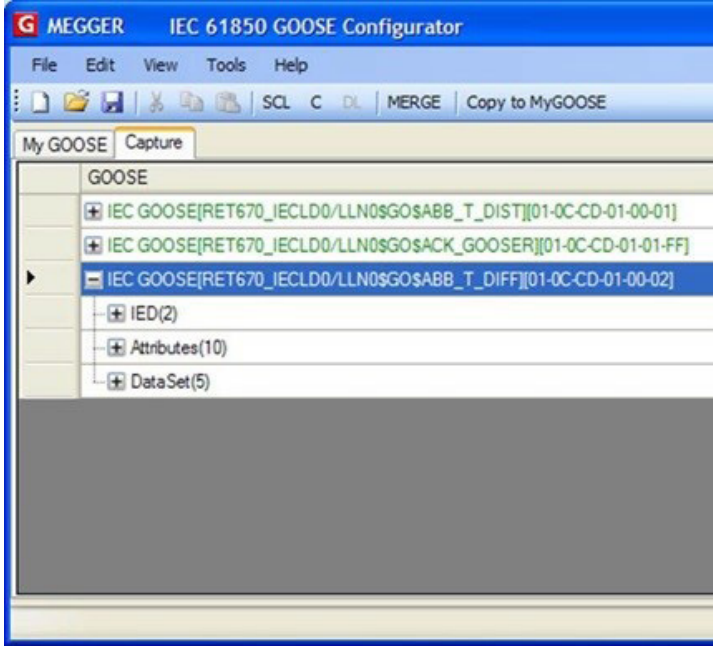 G MEGGER IEC 61850 GOOSE Configurator
File Edit View Tools Help
SCL C DL MERGE Copy to MyGOOSE
My GOOSE Capture
GOOSE
IEC GOOSE[RET670_IECLD0/LLN0$GO$ABB_T_DIST][01-0C-CD-01-00-01]
IEC GOOSE[RET670_IECLD0/LLN0$GO$ACK_GOOSER][01-0C-CD-01-01-FF]
IEC GOOSE[RET670_IECLD0/LLN0$GO$ABB_T_DIFF][01-0C-CD-01-00-02]
IED(2)
Attributes(10)
DataSet(5)